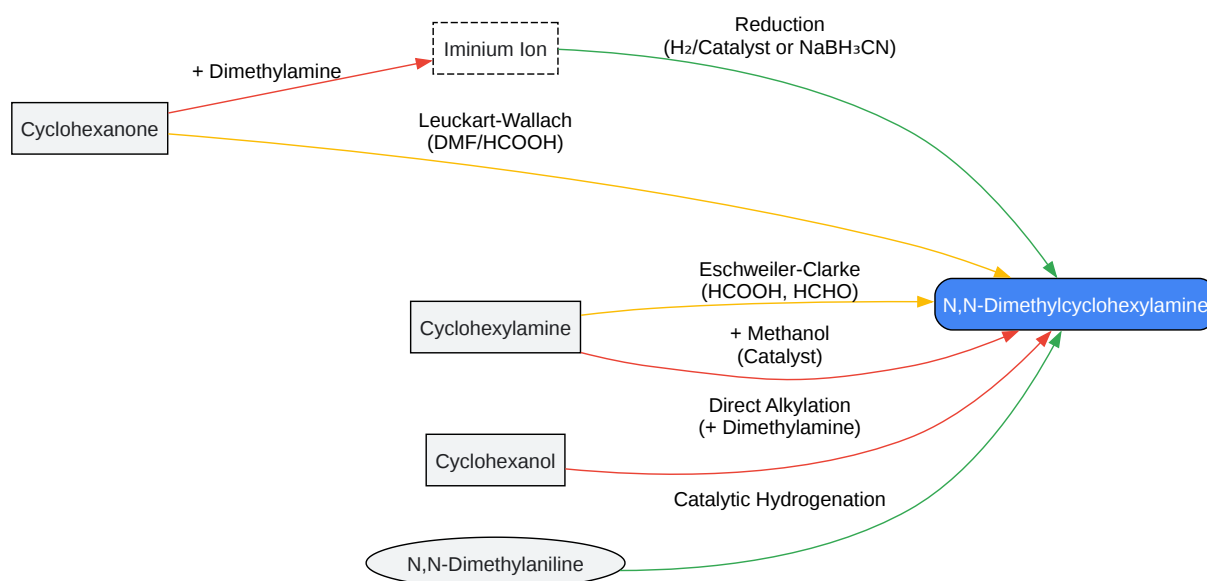 Reduction
(H₂/Catalyst or NaBH₃CN)
Iminium Ion
+ Dimethylamine
Cyclohexanone
Leuckart-Wallach
(DMF/HCOOH)
Eschweiler-Clarke
(HCOOH, HCHO)
N,N-Dimethylcyclohexylamine
Cyclohexylamine
+ Methanol
(Catalyst)
Direct Alkylation
(+ Dimethylamine)
Cyclohexanol
Catalytic Hydrogenation
N,N-Dimethylaniline